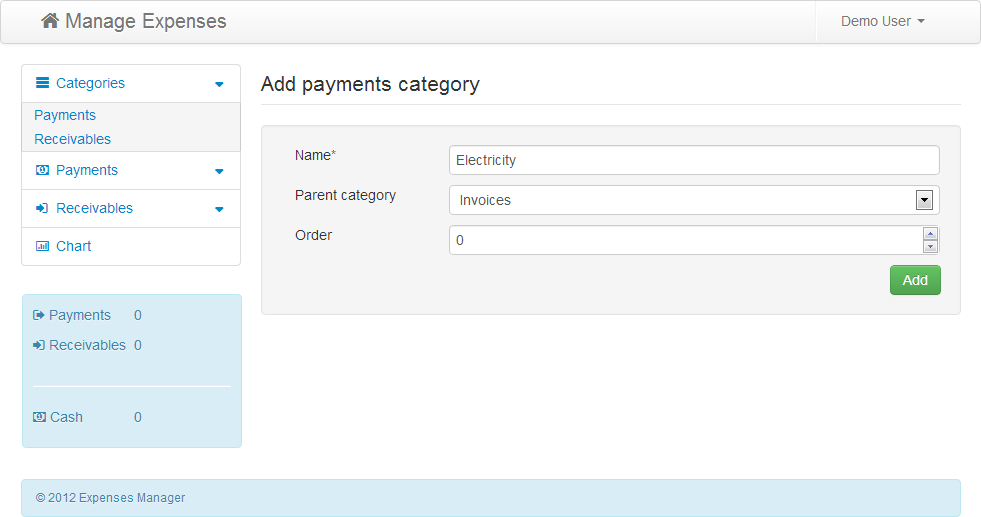 Manage Expenses
Demo User
Categories
Payments
Receivables
Payments
Receivables
Chart
Payments 0
Receivables 0
Cash 0
Add payments category
Name* Electricity
Parent category Invoices
Order 0
Add
© 2012 Expenses Manager